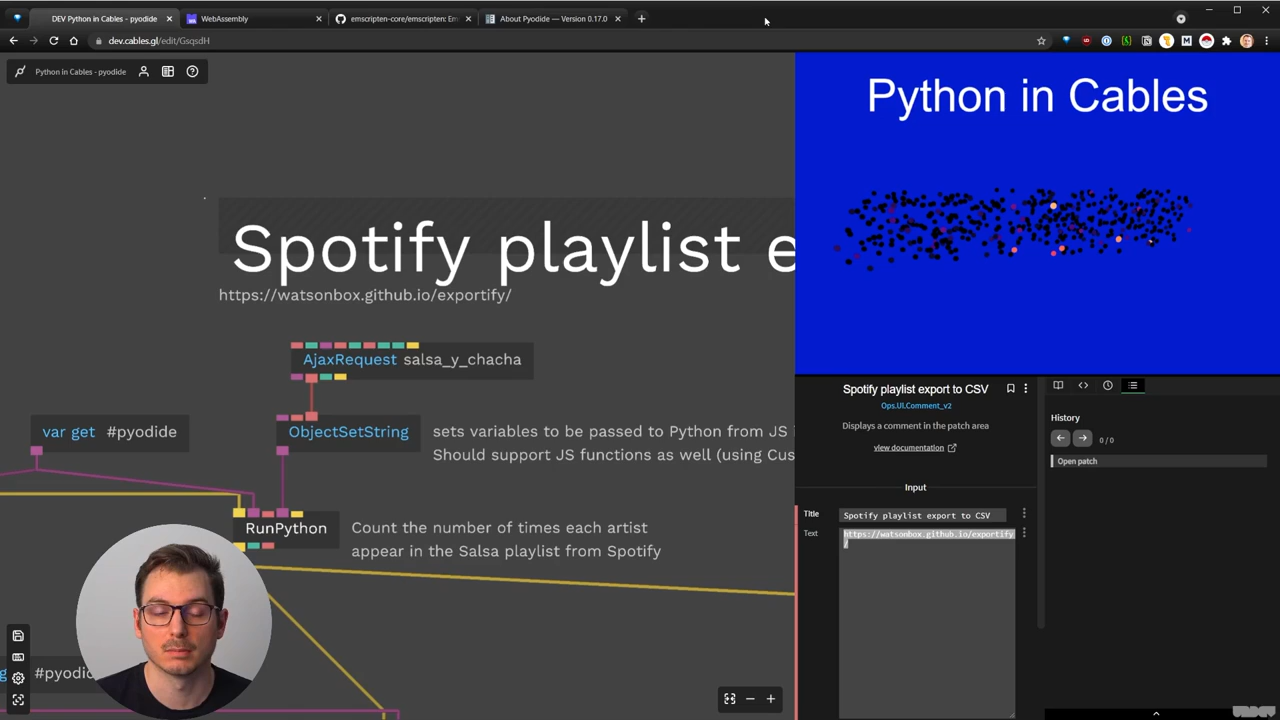 DEV Python in Cables - pyodide
WebAssembly
emscripten-core/emscripten: Em
About Pyodide — Version 0.17.0
dev.cables.gl/edit/GsqsdH
Python in Cables - pyodide
Python in Cables
Spotify playlist e
https://watsonbox.github.io/exportify/
AjaxRequest salsa_y_chacha
var get #pyodide
ObjectSetString
sets variables to be passed to Python from JS i
Should support JS functions as well (using Cus
RunPython
Count the number of times each artist
appear in the Salsa playlist from Spotify
#pyodid
Spotify playlist export to CSV
Ops.UI.Comment_v2
Displays a comment in the patch area
view documentation
Input
Title
Spotify playlist export to CSV
Text
https://watsonbox.github.io/exportify
/
History
0 / 0
Open patch